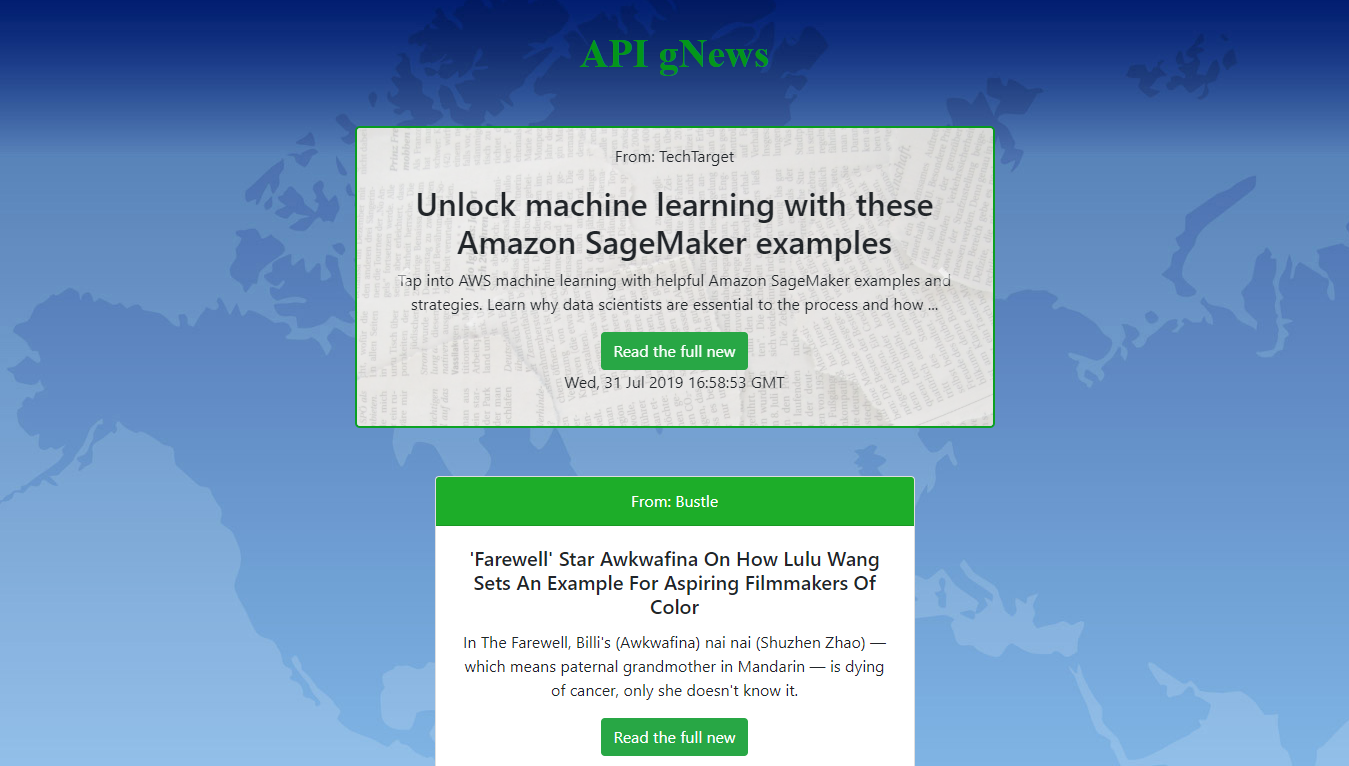 API gNews
From: TechTarget
Unlock machine learning with these
Amazon SageMaker examples
Tap into AWS machine learning with helpful Amazon SageMaker examples and
strategies. Learn why data scientists are essential to the process and how ...
Read the full new
Wed, 31 Jul 2019 16:58:53 GMT
From: Bustle
'Farewell' Star Awkwafina On How Lulu Wang
Sets An Example For Aspiring Filmmakers Of
Color
In The Farewell, Billi's (Awkwafina) nai nai (Shuzhen Zhao) —
which means paternal grandmother in Mandarin — is dying
of cancer, only she doesn't know it.
Read the full new